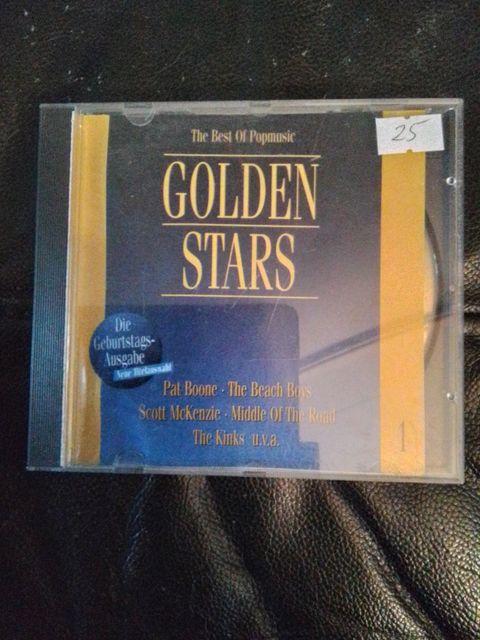 The Best Of Popmusic
25
GOLDEN
STARS
Die
Geburtstags-
Ausgabe
Neue Titelauswahl
Pat Boone · The Beach Boys
Scott McKenzie · Middle Of The Road
The Kinks u.v.a.
1